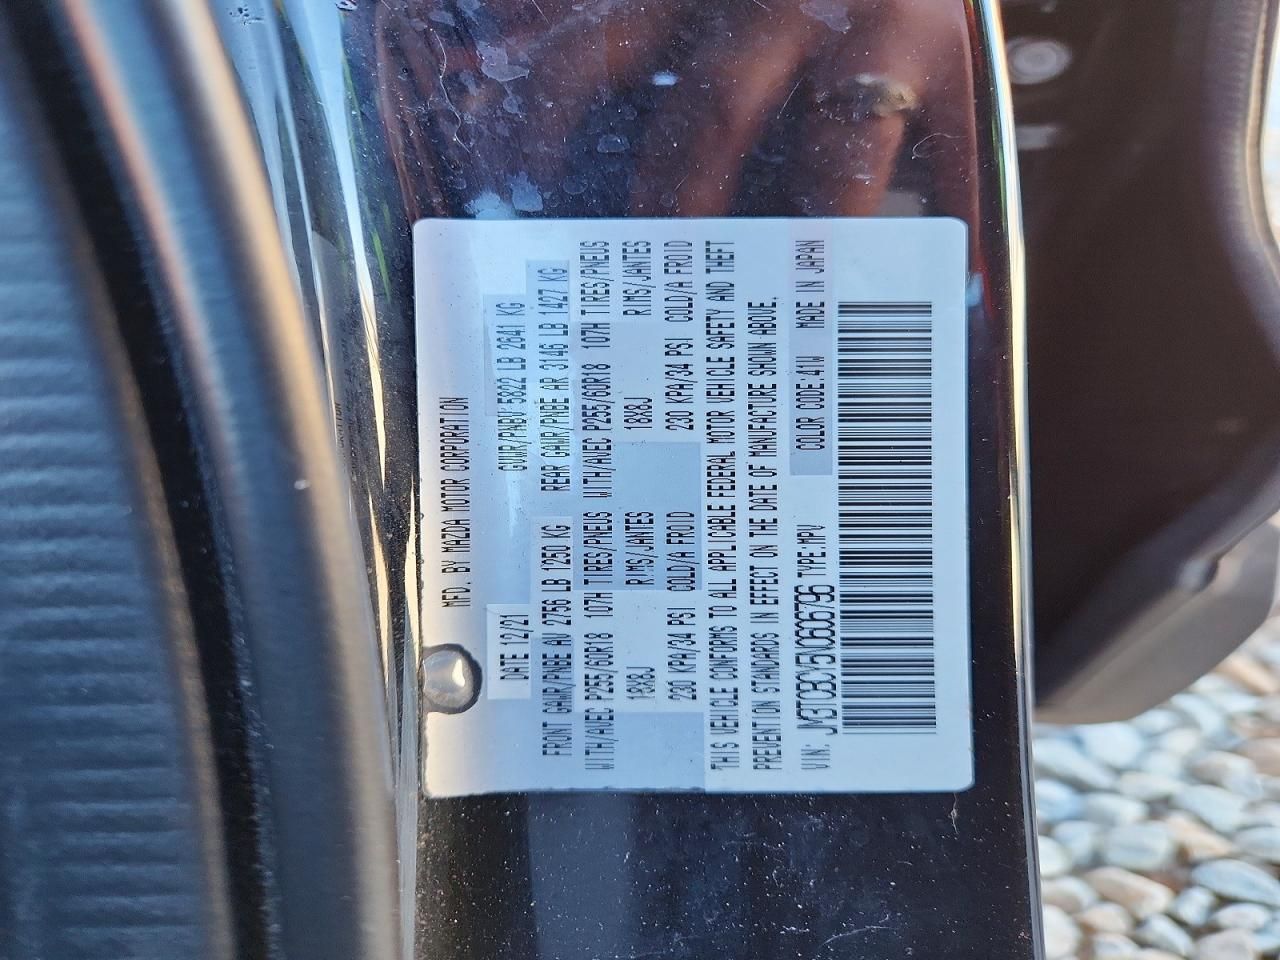 MFD. BY MAZDA MOTOR CORPORATION
DATE 12/21 GVWR/PNBV 5822 LB 2641 KG
FRONT GAWR/PNBE AV 2756 LB 1250 KG REAR GAWR/PNBE AR 3146 LB 1427 KG
WITH/AVEC P255/60R18 107H TIRES/PNEUS WITH/AVEC P255/60R18 107H TIRES/PNEUS
18X8J RIMS/JANTES 18X8J RIMS/JANTES
230 KPA/34 PSI COLD/A FROID 230 KPA/34 PSI COLD/A FROID
THIS VEHICLE CONFORMS TO ALL APPLICABLE FEDERAL MOTOR VEHICLE SAFETY AND THEFT
PREVENTION STANDARDS IN EFFECT ON THE DATE OF MANUFACTURE SHOWN ABOVE.
VIN: JM3TCBCY5N0606796 TYPE:MPV COLOR CODE:41W MADE IN JAPAN